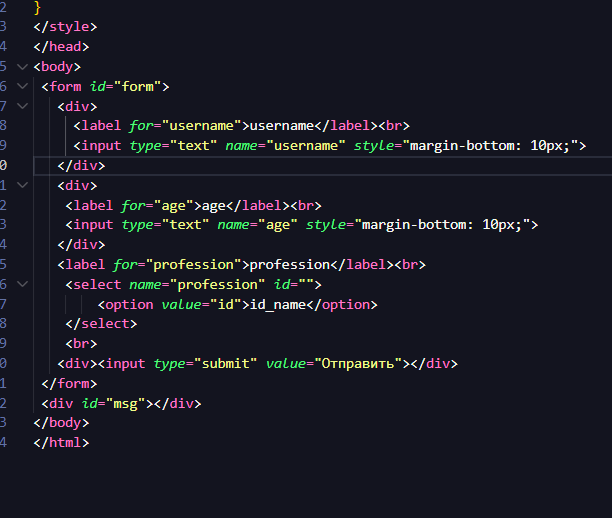 2 }
3 </style>
4 </head>
5 <body>
6 <form id="form">
7 <div>
8 <label for="username">username</label><br>
9 <input type="text" name="username" style="margin-bottom: 10px;">
0 </div>
1 <div>
2 <label for="age">age</label><br>
3 <input type="text" name="age" style="margin-bottom: 10px;">
4 </div>
5 <label for="profession">profession</label><br>
6 <select name="profession" id="">
7 <option value="id">id_name</option>
8 </select>
9 <br>
0 <div><input type="submit" value="Отправить"></div>
1 </form>
2 <div id="msg"></div>
3 </body>
4 </html>